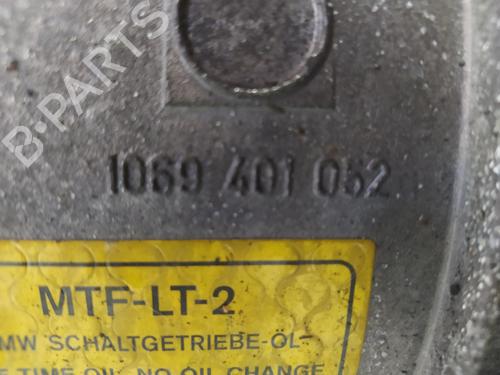 B-PARTS
1069 401 052
MTF-LT-2
MW SCHALTGETRIEBE-ÖL
E TIME OIL NO OIL CHANGE